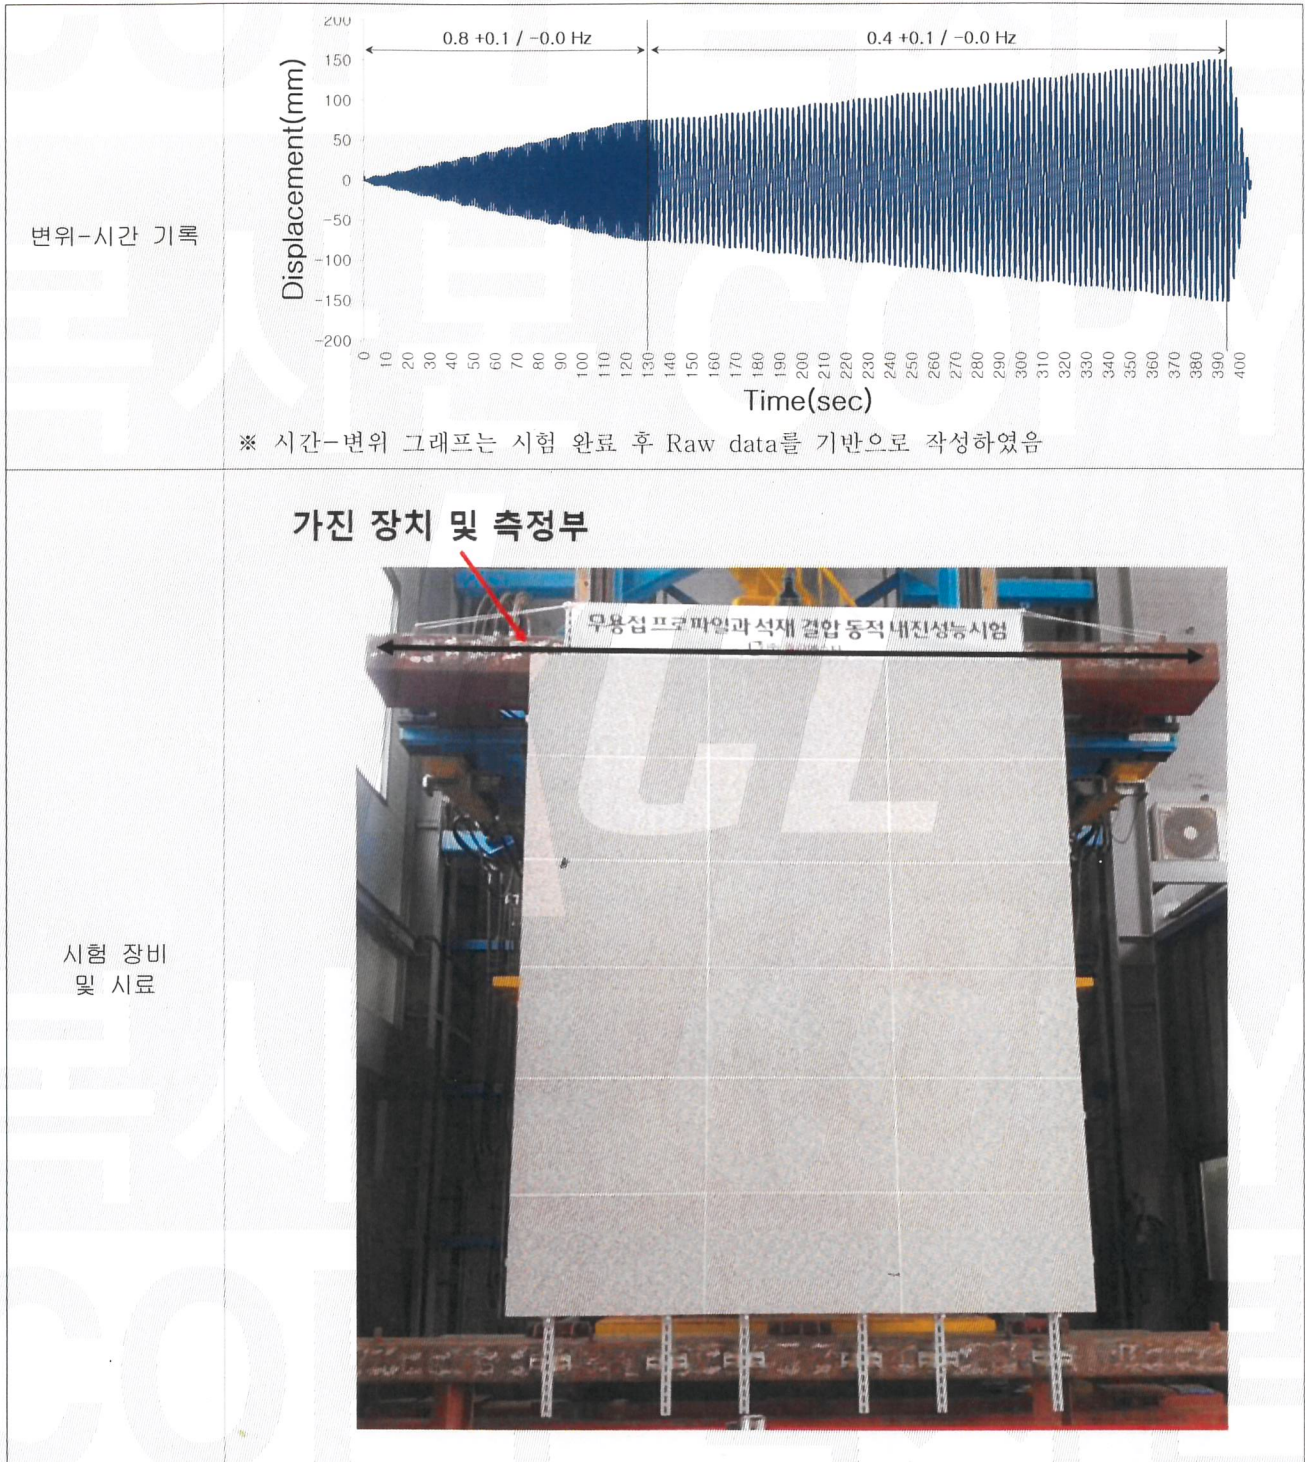 변위-시간 기록
Displacement(mm)
200
150
100
50
0
-50
-100
-150
-200
0.8 +0.1 / -0.0 Hz
0.4 +0.1 / -0.0 Hz
0 10 20 30 40 50 60 70 80 90 100 110 120 130 140 150 160 170 180 190 200 210 220 230 240 250 260 270 280 290 300 310 320 330 340 350 360 370 380 390 400
Time(sec)
※ 시간-변위 그래프는 시험 완료 후 Raw data를 기반으로 작성하였음
시험 장비
및 시료
가진 장치 및 측정부
무용접 프로파일과 석재 결합 동적 내진성능시험
복사본 COPY
COPY